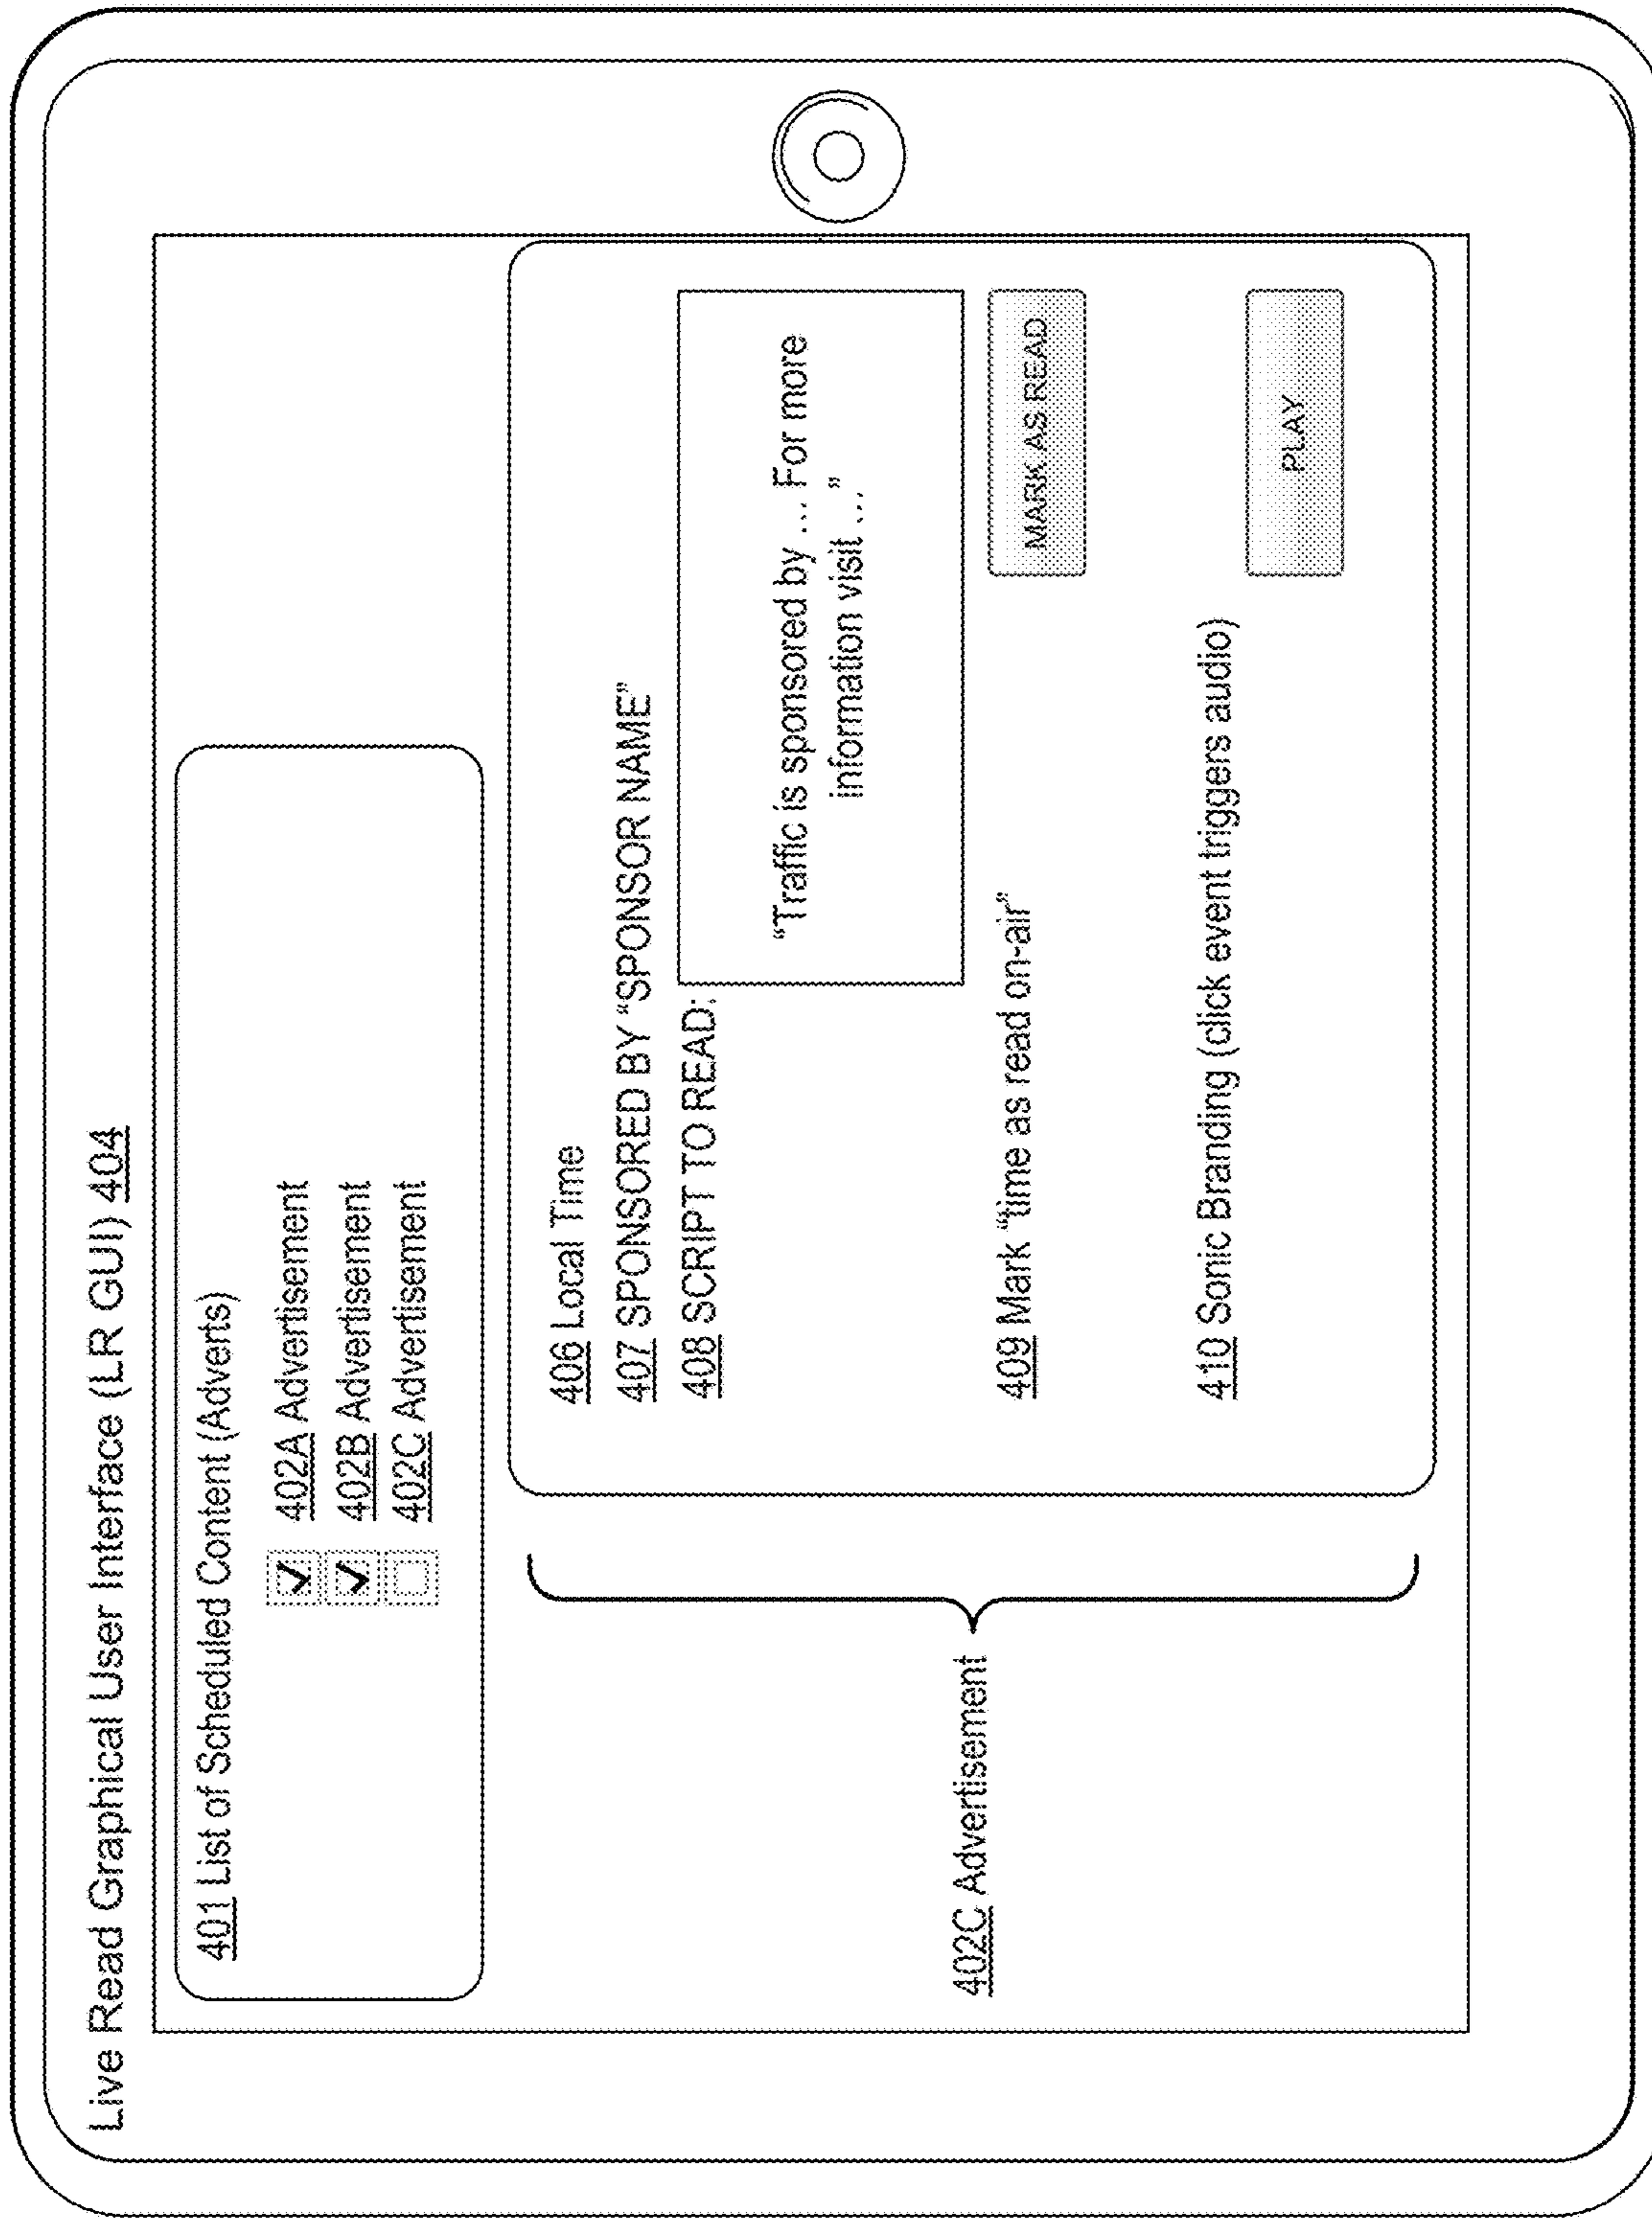 Live Read Graphical User Interface (LR GUI) 404
401 List of Scheduled Content (Adverts)
402A Advertisement
402B Advertisement
402C Advertisement
406 Local Time
407 SPONSORED BY “SPONSOR NAME”
408 SCRIPT TO READ:
“Traffic is sponsored by ... For more
information visit ...”
402C Advertisement
409 Mark “time as read on-air”
MARK AS READ
410 Sonic Branding (click event triggers audio)
PLAY